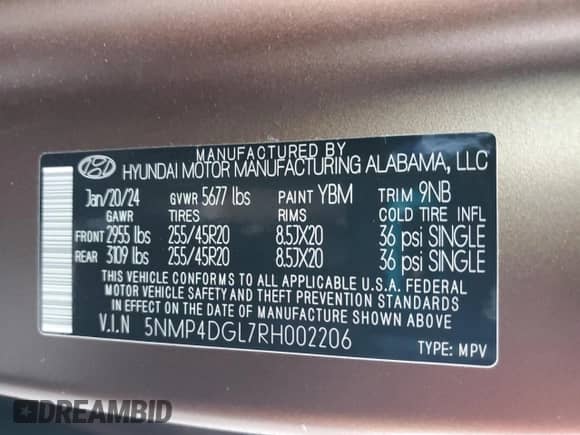 MANUFACTURED BY
HYUNDAI MOTOR MANUFACTURING ALABAMA, LLC
Jan/20/24 GVWR 5677 lbs PAINT YBM TRIM 9NB
GAWR TIRES RIMS COLD TIRE INFL
FRONT 2955 lbs 255/45R20 8.5JX20 36 psi SINGLE
REAR 3109 lbs 255/45R20 8.5JX20 36 psi SINGLE
THIS VEHICLE CONFORMS TO ALL APPLICABLE U.S.A. FEDERAL
MOTOR VEHICLE SAFETY AND THEFT PREVENTION STANDARDS
IN EFFECT ON THE DATE OF MANUFACTURE SHOWN ABOVE.
V.I.N 5NMP4DGL7RH002206
TYPE: MPV
DREAMBID